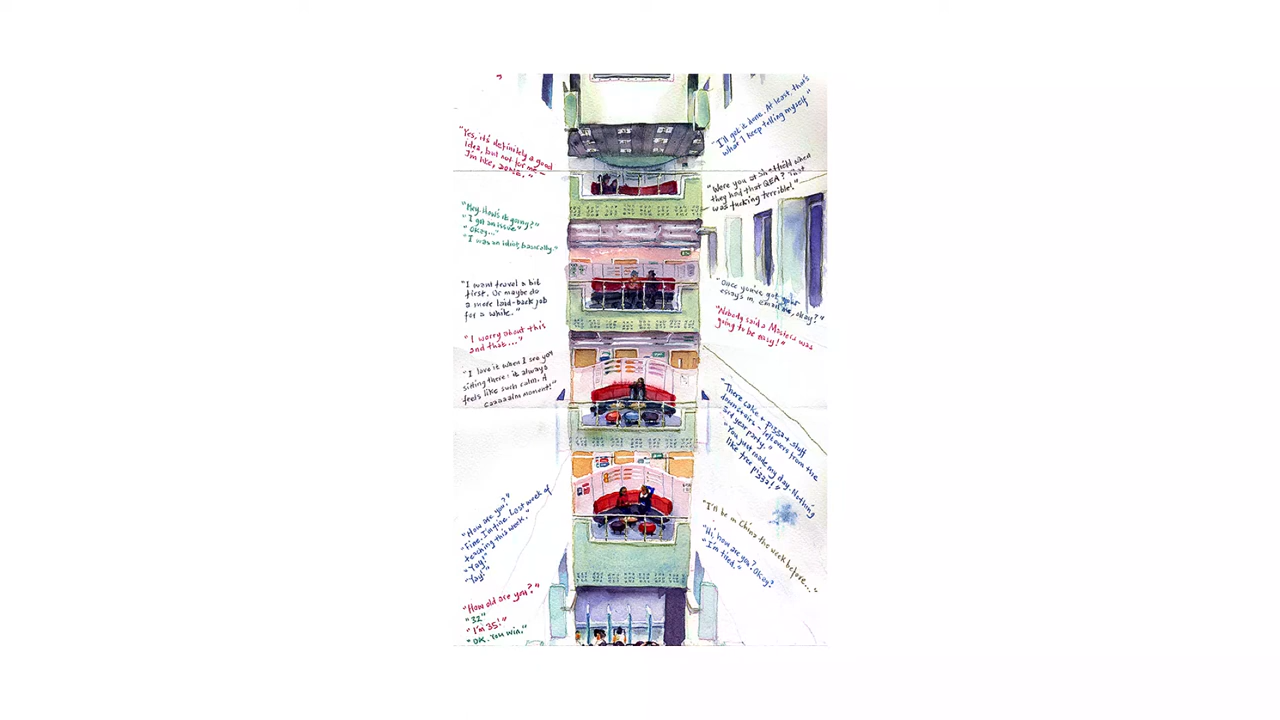 "Yes, it's definitely a good
idea, but not for me –
I'm like, 
"Hey. How's it going?"
"I got an issue"
"Okay..."
"I was an idiot, basically."
"I want travel a bit
first. Or maybe do
a more laid-back job
for a while."
"I worry about this
and that..."
"I love it when I see you
sitting there: it always
feels like such calm. A
caaaaalm moment!"
"How are you?"
"Fine. I'm fine. Last week of
teaching this week."
"Yay!"
"Yay!"
"How old are you?"
"32"
"I'm 35!"
"OK. You win."
"I'll get it done. At least, that's
what I keep telling myself"
"Were you at Sheffield when
they had that QEA? That
was fucking terrible!"
"Once you've got your
essays in, email me, okay?"
"Nobody said a Masters was
going to be easy!"
"There cake + pizza + stuff
downstairs – leftovers from the
3rd year party."
"You just made my day. Nothing
like free pizza!"
"I'll be in China the week before..."
"Hi, how are you? Okay?"
"I'm tired."